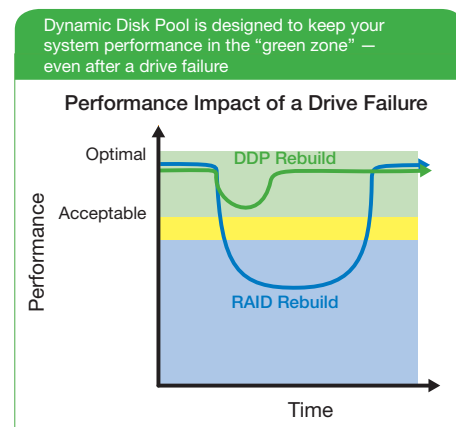 Dynamic Disk Pool is designed to keep your
system performance in the “green zone” —
even after a drive failure
Performance Impact of a Drive Failure
Optimal
DDP Rebuild
Acceptable
Performance
RAID Rebuild
Time